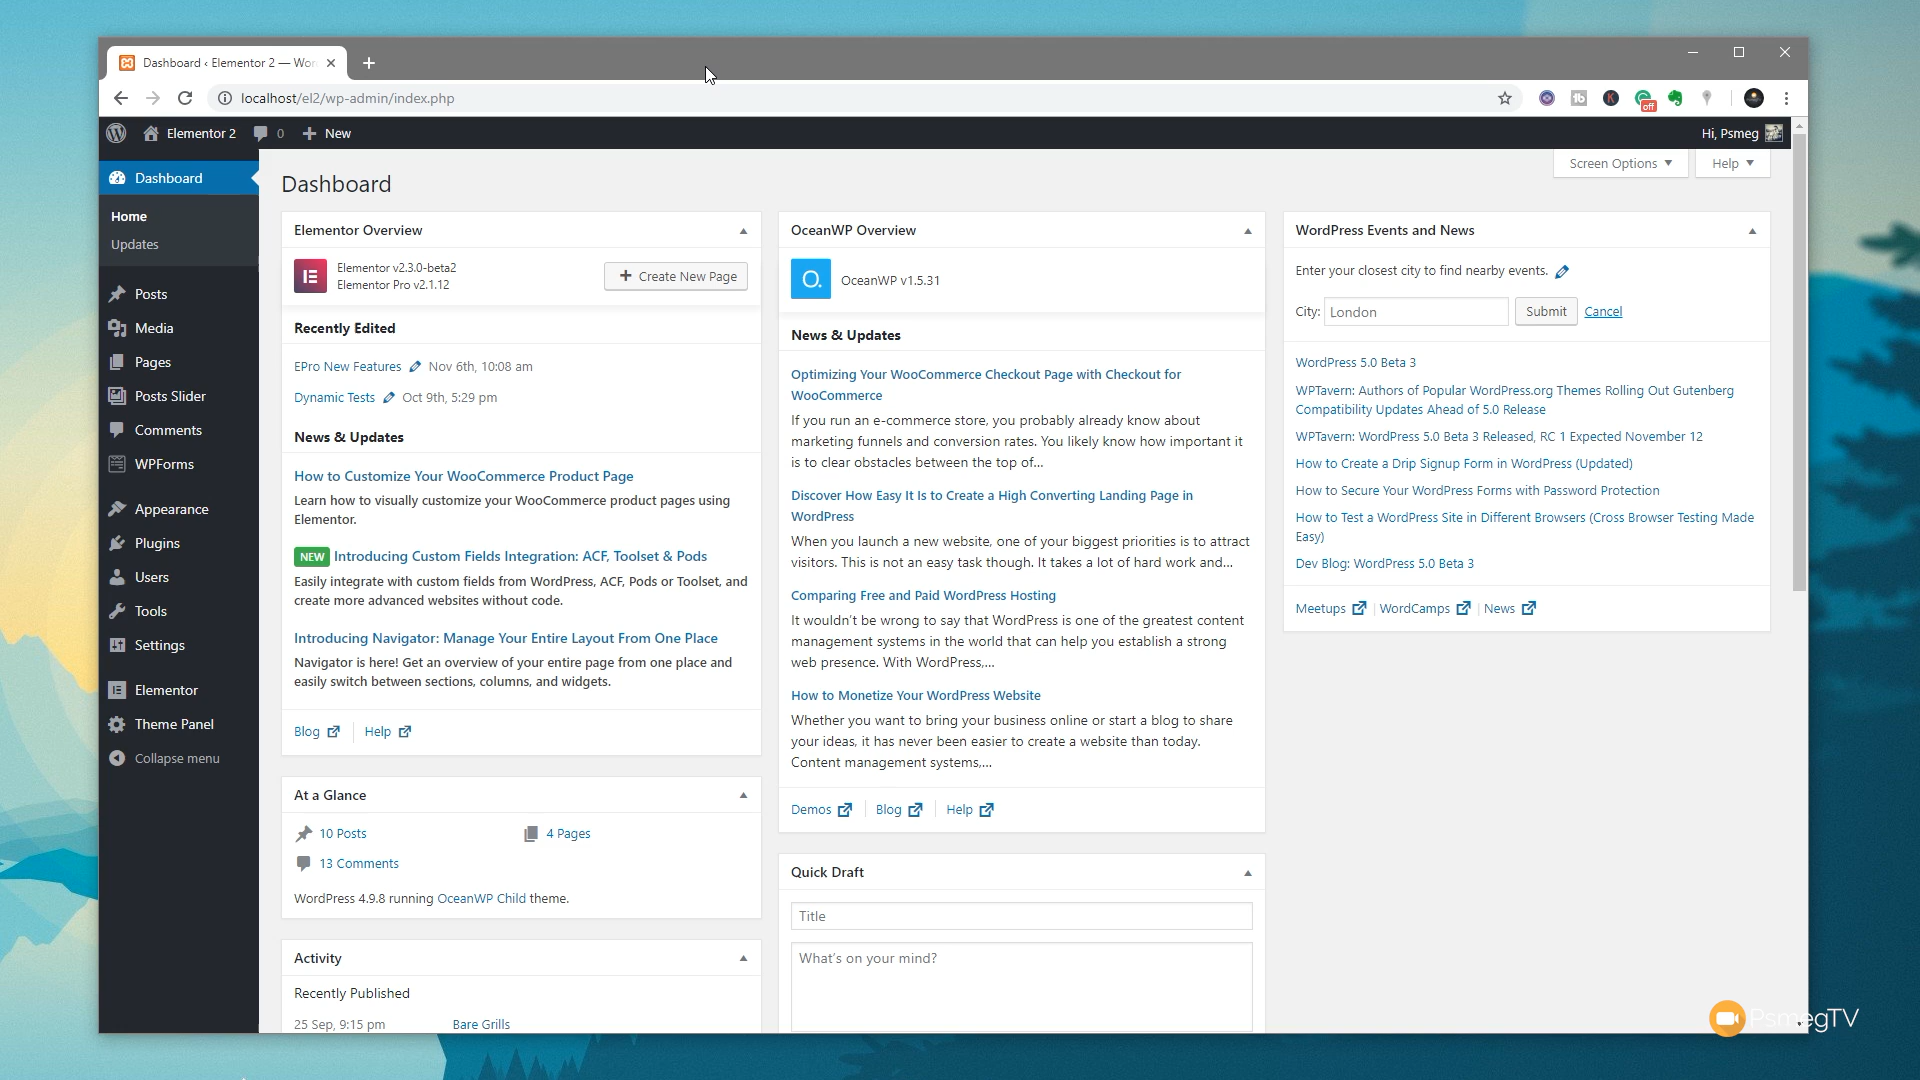 Dashboard ‹ Elementor 2 — Wor
localhost/el2/wp-admin/index.php
off
Elementor 2
0
New
Hi, Psmeg
Dashboard
Home
Updates
Posts
Media
Pages
Posts Slider
Comments
WPForms
Appearance
Plugins
Users
Tools
Settings
Elementor
Theme Panel
Collapse menu
Screen Options
Help
Dashboard
Elementor Overview
Elementor v2.3.0-beta2
Elementor Pro v2.1.12
Create New Page
Recently Edited
EPro New Features Nov 6th, 10:08 am
Dynamic Tests Oct 9th, 5:29 pm
News & Updates
How to Customize Your WooCommerce Product Page
Learn how to visually customize your WooCommerce product pages using
Elementor.
NEW Introducing Custom Fields Integration: ACF, Toolset & Pods
Easily integrate with custom fields from WordPress, ACF, Pods or Toolset, and
create more advanced websites without code.
Introducing Navigator: Manage Your Entire Layout From One Place
Navigator is here! Get an overview of your entire page from one place and
easily switch between sections, columns, and widgets.
Blog | Help
At a Glance
10 Posts
4 Pages
13 Comments
WordPress 4.9.8 running OceanWP Child theme.
Activity
Recently Published
25 Sep, 9:15 pm Bare Grills
OceanWP Overview
O.
OceanWP v1.5.31
News & Updates
Optimizing Your WooCommerce Checkout Page with Checkout for
WooCommerce
If you run an e-commerce store, you probably already know about
marketing funnels and conversion rates. You likely know how important it
is to clear obstacles between the top of...
Discover How Easy It Is to Create a High Converting Landing Page in
WordPress
When you launch a new website, one of your biggest priorities is to attract
visitors. This is not an easy task though. It takes a lot of hard work and...
Comparing Free and Paid WordPress Hosting
It wouldn't be wrong to say that WordPress is one of the greatest content
management systems in the world that can help you establish a strong
web presence. With WordPress,...
How to Monetize Your WordPress Website
Whether you want to bring your business online or start a blog to share
your ideas, it has never been easier to create a website than today.
Content management systems,...
Demos | Blog | Help
Quick Draft
Title
What's on your mind?
WordPress Events and News
Enter your closest city to find nearby events.
City: London Submit Cancel
WordPress 5.0 Beta 3
WPTavern: Authors of Popular WordPress.org Themes Rolling Out Gutenberg
Compatibility Updates Ahead of 5.0 Release
WPTavern: WordPress 5.0 Beta 3 Released, RC 1 Expected November 12
How to Create a Drip Signup Form in WordPress (Updated)
How to Secure Your WordPress Forms with Password Protection
How to Test a WordPress Site in Different Browsers (Cross Browser Testing Made
Easy)
Dev Blog: WordPress 5.0 Beta 3
Meetups | WordCamps | News
PsmegTV